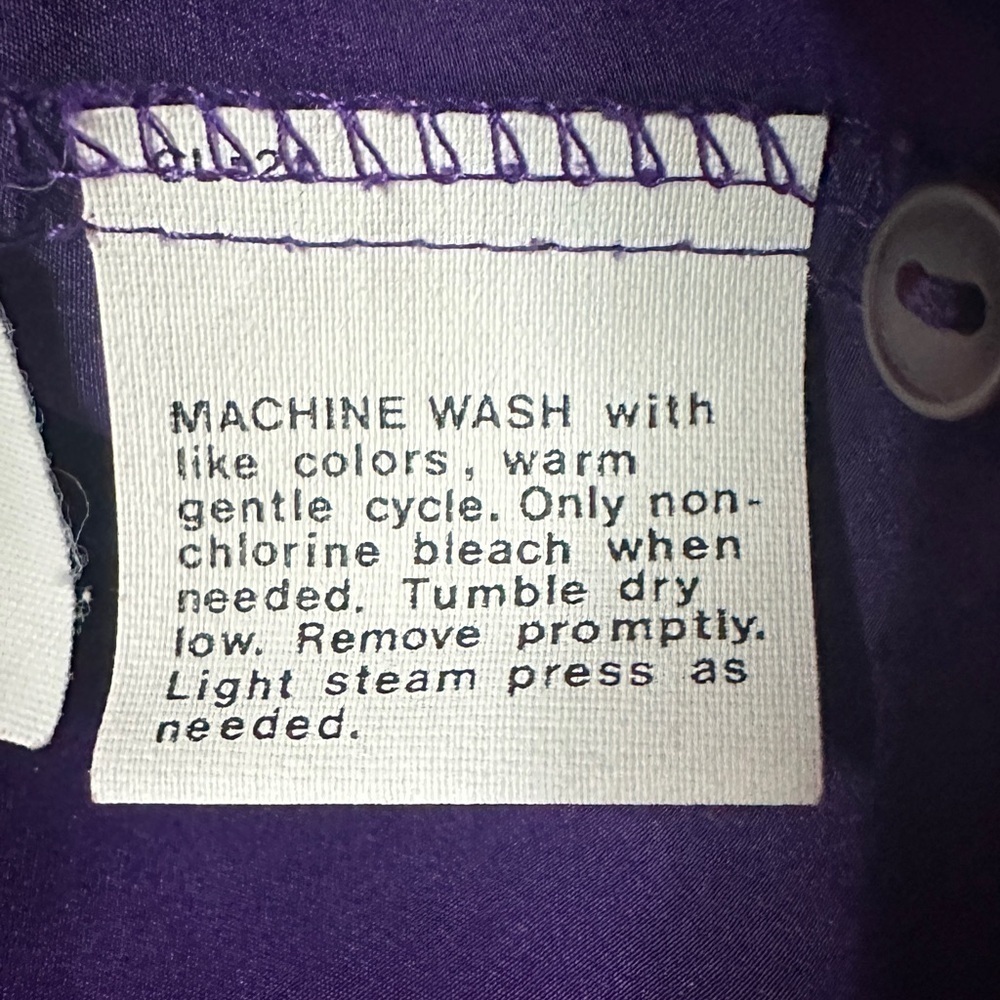 MACHINE WASH with
like colors, warm
gentle cycle. Only non-
chlorine bleach when
needed. Tumble dry
low. Remove promptly.
Light steam press as
needed.